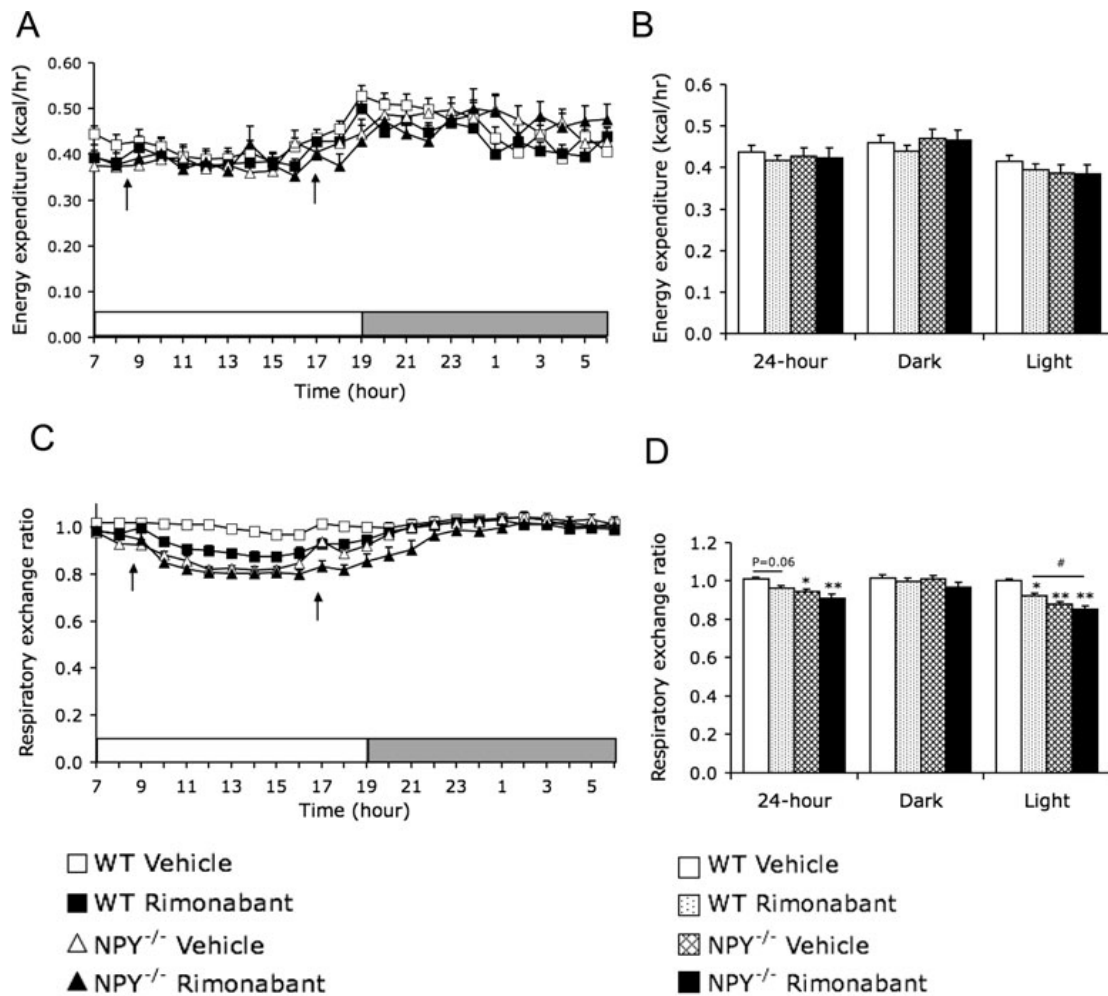 A
Energy expenditure (kcal/hr)
0.60
0.50
0.40
0.30
0.20
0.10
0.00
7 9 11 13 15 17 19 21 23 1 3 5
Time (hour)
B
Energy expenditure (kcal/hr)
0.6
0.5
0.4
0.3
0.2
0.1
0.0
24-hour Dark Light
C
Respiratory exchange ratio
1.0
0.8
0.6
0.4
0.2
0.0
7 9 11 13 15 17 19 21 23 1 3 5
Time (hour)
D
Respiratory exchange ratio
1.2
1.0
0.8
0.6
0.4
0.2
0.0
P=0.06
* **
#
* ** **
24-hour Dark Light
WT Vehicle
WT Rimonabant
NPY-/- Vehicle
NPY-/- Rimonabant
WT Vehicle
WT Rimonabant
NPY-/- Vehicle
NPY-/- Rimonabant